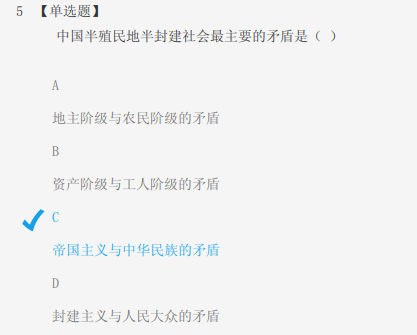 5 【单选题】
中国半殖民地半封建社会最主要的矛盾是（ ）
A
地主阶级与农民阶级的矛盾
B
资产阶级与工人阶级的矛盾
C
帝国主义与中华民族的矛盾
D
封建主义与人民大众的矛盾